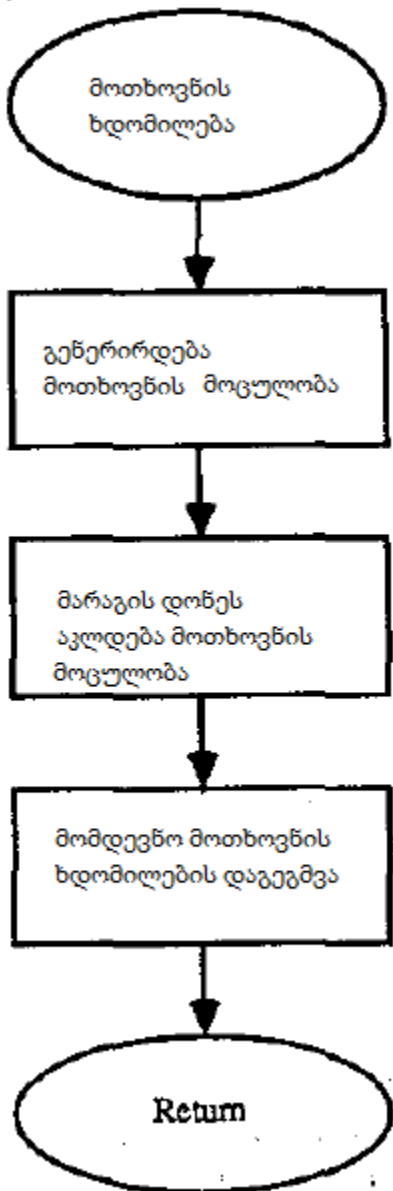 მოთხოვნის
ხდომილება
გენერირდება
მოთხოვნის მოცულობა
მარაგის დონეს
აკლდება მოთხოვნის
მოცულობა
მომდევნო მოთხოვნის
ხდომილების დაგეგმვა
Return